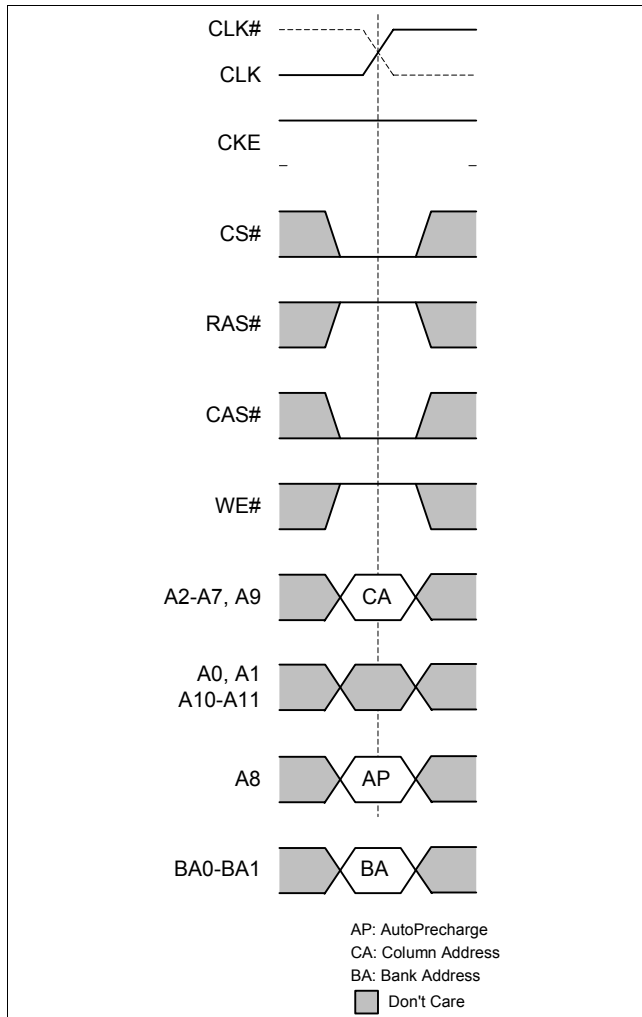 CLK#
CLK
CKE
CS#
RAS#
CAS#
WE#
A2-A7, A9
CA
A0, A1
A10-A11
A8
AP
BA0-BA1
BA
AP: AutoPrecharge
CA: Column Address
BA: Bank Address
Don't Care